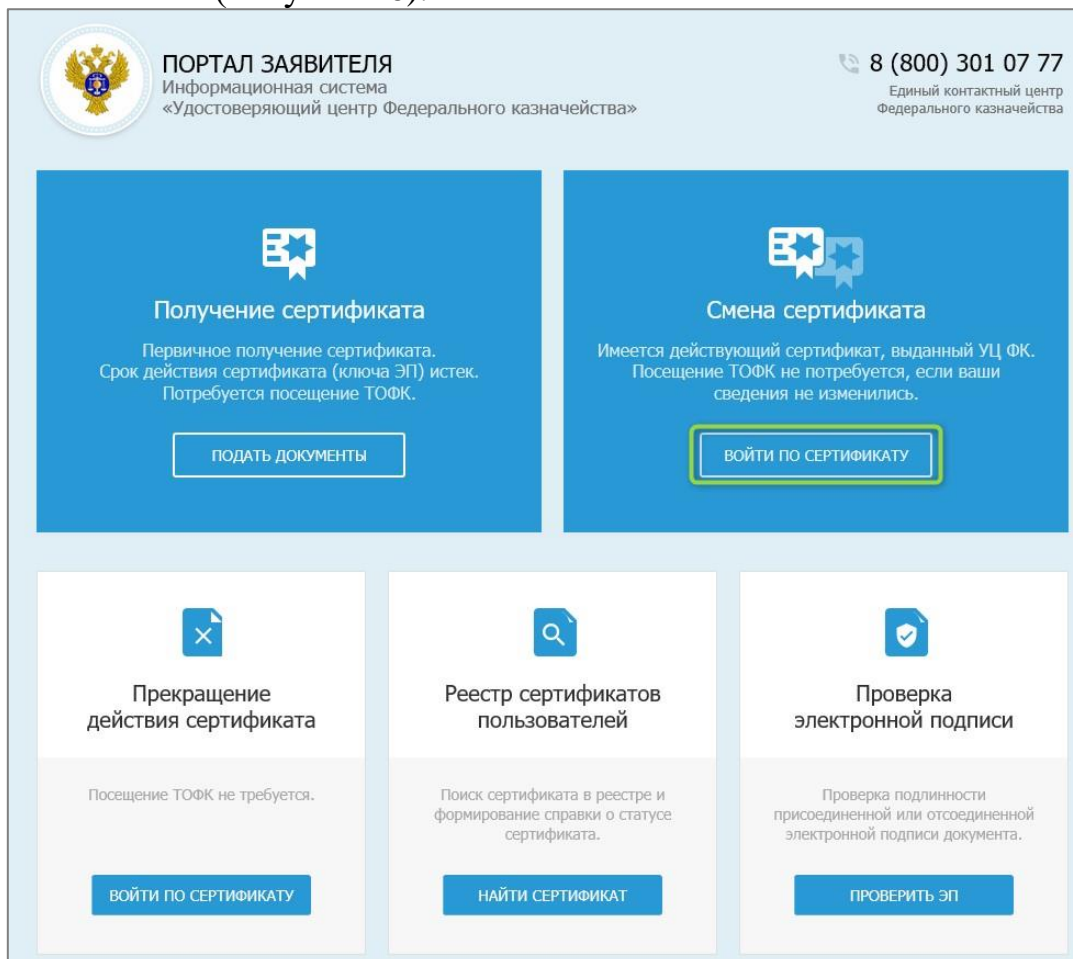 ПОРТАЛ ЗАЯВИТЕЛЯ
Информационная система
«Удостоверяющий центр Федерального казначейства»
8 (800) 301 07 77
Единый контактный центр
Федерального казначейства
Получение сертификата
Первичное получение сертификата.
Срок действия сертификата (ключа ЭП) истек.
Потребуется посещение ТОФК.
ПОДАТЬ ДОКУМЕНТЫ
Смена сертификата
Имеется действующий сертификат, выданный УЦ ФК.
Посещение ТОФК не потребуется, если ваши
сведения не изменились.
ВОЙТИ ПО СЕРТИФИКАТУ
Прекращение
действия сертификата
Посещение ТОФК не требуется.
ВОЙТИ ПО СЕРТИФИКАТУ
Реестр сертификатов
пользователей
Поиск сертификата в реестре и
формирование справки о статусе
сертификата.
НАЙТИ СЕРТИФИКАТ
Проверка
электронной подписи
Проверка подлинности
присоединенной или отсоединенной
электронной подписи документа.
ПРОВЕРИТЬ ЭП